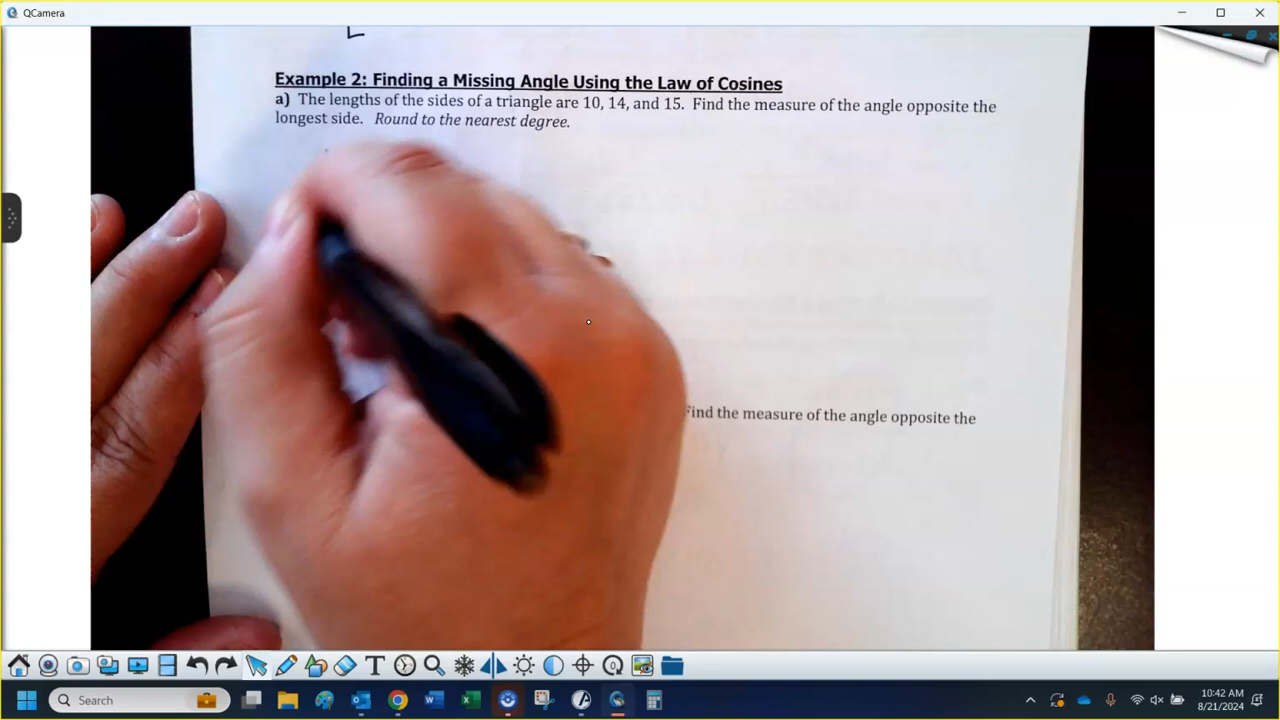 QCamera
Example 2: Finding a Missing Angle Using the Law of Cosines
a) The lengths of the sides of a triangle are 10, 14, and 15. Find the measure of the angle opposite the
longest side. Round to the nearest degree.
Find the measure of the angle opposite the
Search
10:42 AM
8/21/2024